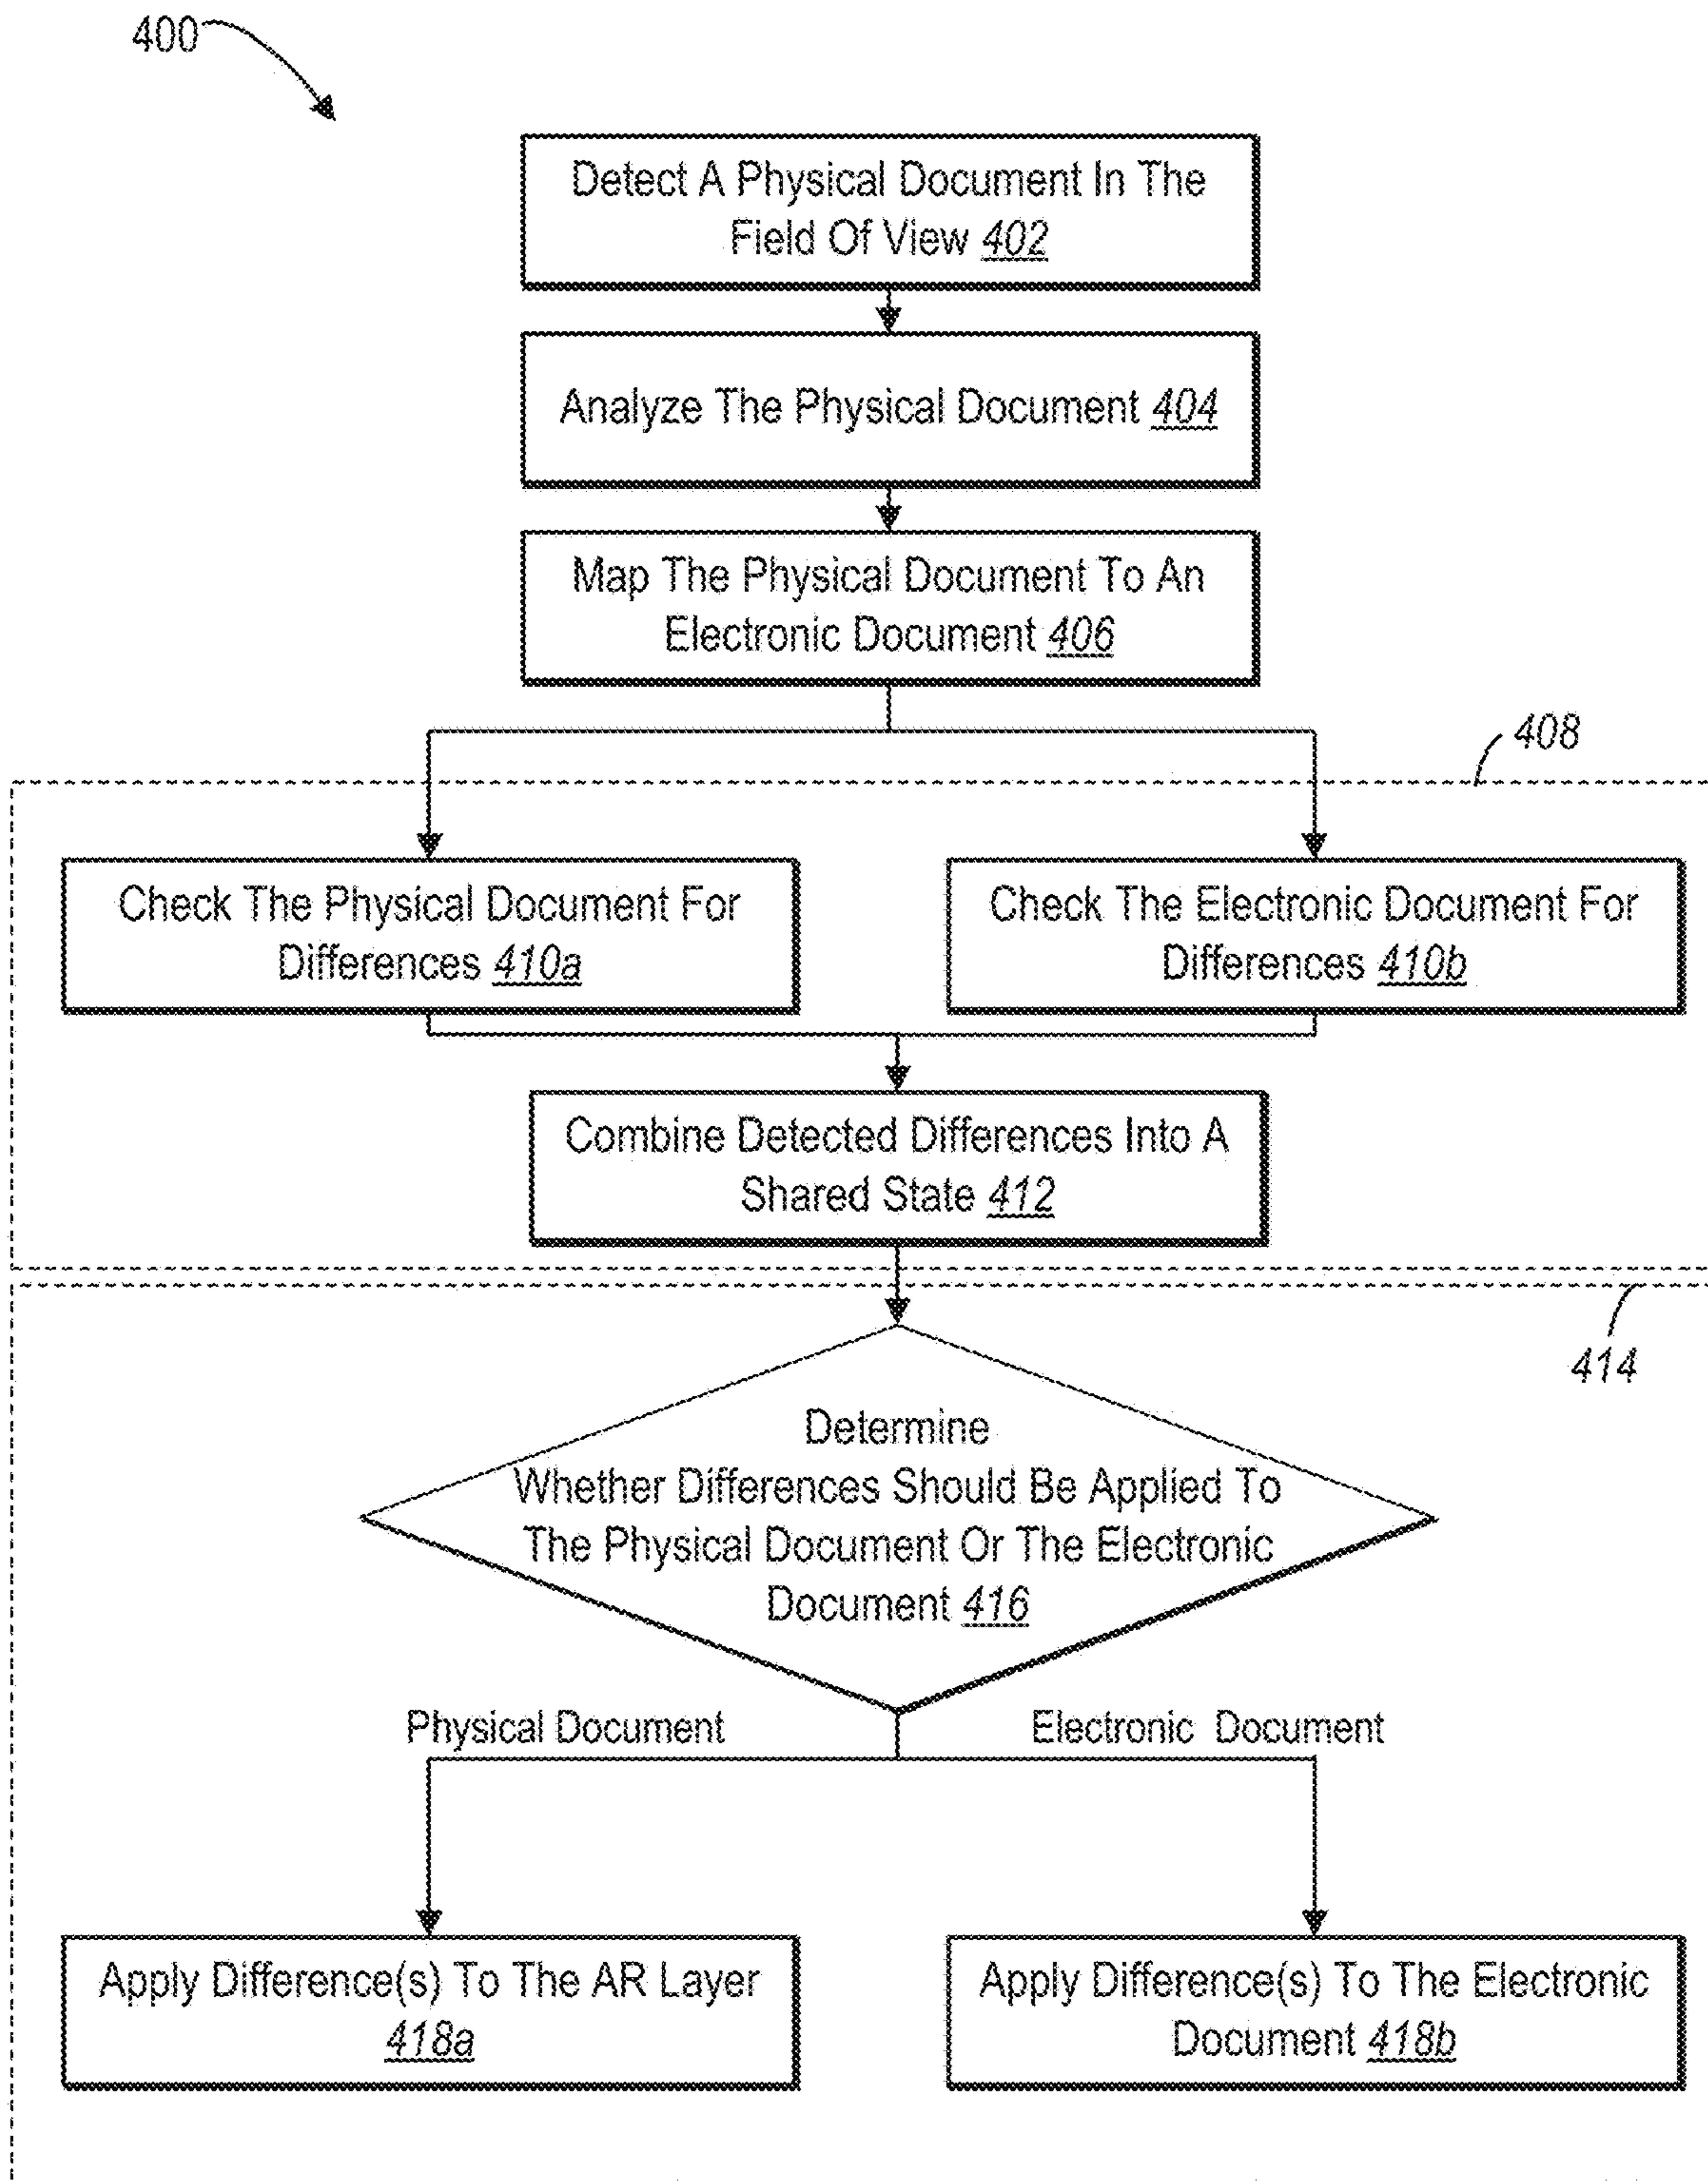 400
Detect A Physical Document In The
Field Of View 402
Analyze The Physical Document 404
Map The Physical Document To An
Electronic Document 406
408
Check The Physical Document For
Differences 410a
Check The Electronic Document For
Differences 410b
Combine Detected Differences Into A
Shared State 412
414
Determine
Whether Differences Should Be Applied To
The Physical Document Or The Electronic
Document 416
Physical Document
Electronic Document
Apply Difference(s) To The AR Layer
418a
Apply Difference(s) To The Electronic
Document 418b